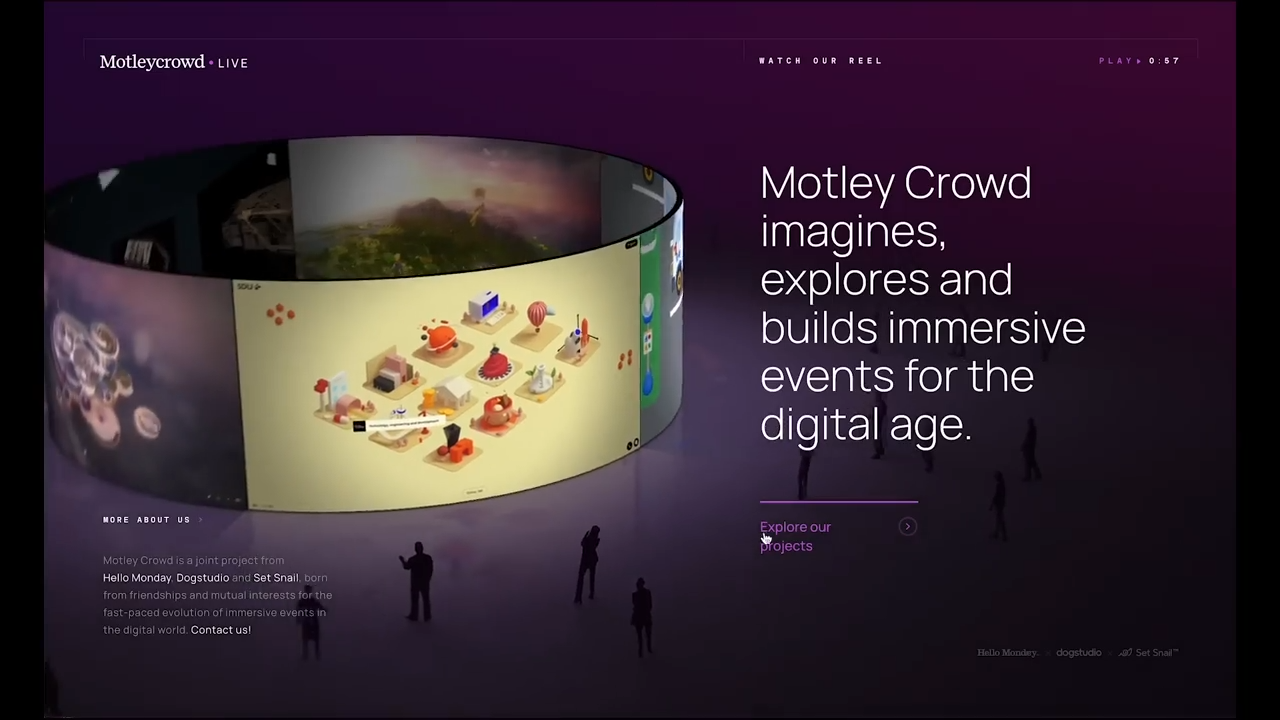 Motleycrowd • LIVE
WATCH OUR REEL
PLAY 0:57
Motley Crowd
imagines,
explores and
builds immersive
events for the
digital age.
Explore our
projects
MORE ABOUT US
Motley Crowd is a joint project from
Hello Monday, Dogstudio and Set Snail, born
from friendships and mutual interests for the
fast-paced evolution of immersive events in
the digital world. Contact us!
Hello Monday. dogstudio Set Snail™